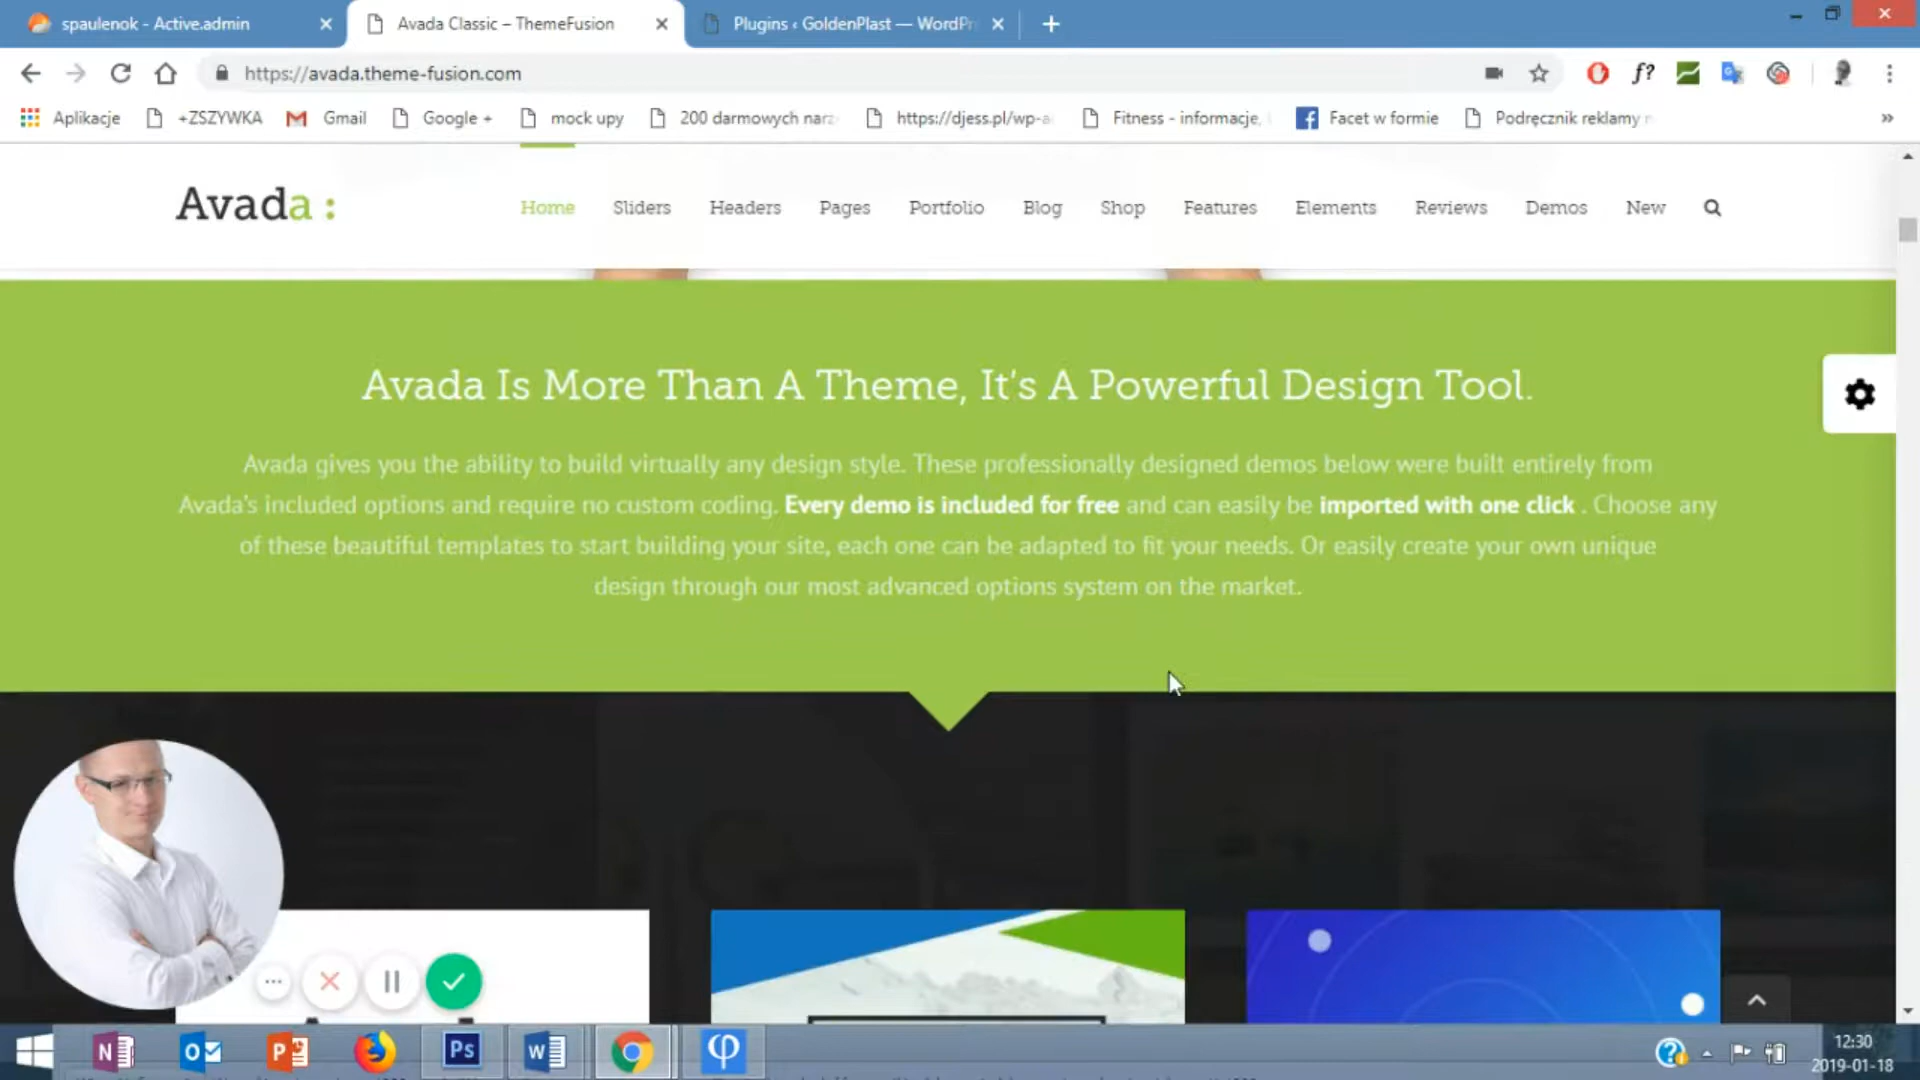 spaulenok - Active.admin
Avada Classic – ThemeFusion
Plugins ‹ GoldenPlast — WordPr
https://avada.theme-fusion.com
Aplikacje
+ZSZYWKA
Gmail
Google +
mock upy
200 darmowych narz
https://djess.pl/wp-a
Fitness - informacje,
Facet w formie
Podręcznik reklamy
Avada :
Home
Sliders
Headers
Pages
Portfolio
Blog
Shop
Features
Elements
Reviews
Demos
New
Avada Is More Than A Theme, It's A Powerful Design Tool.
Avada gives you the ability to build virtually any design style. These professionally designed demos below were built entirely from
Avada's included options and require no custom coding. Every demo is included for free and can easily be imported with one click . Choose any
of these beautiful templates to start building your site, each one can be adapted to fit your needs. Or easily create your own unique
design through our most advanced options system on the market.
12:30
2019-01-18